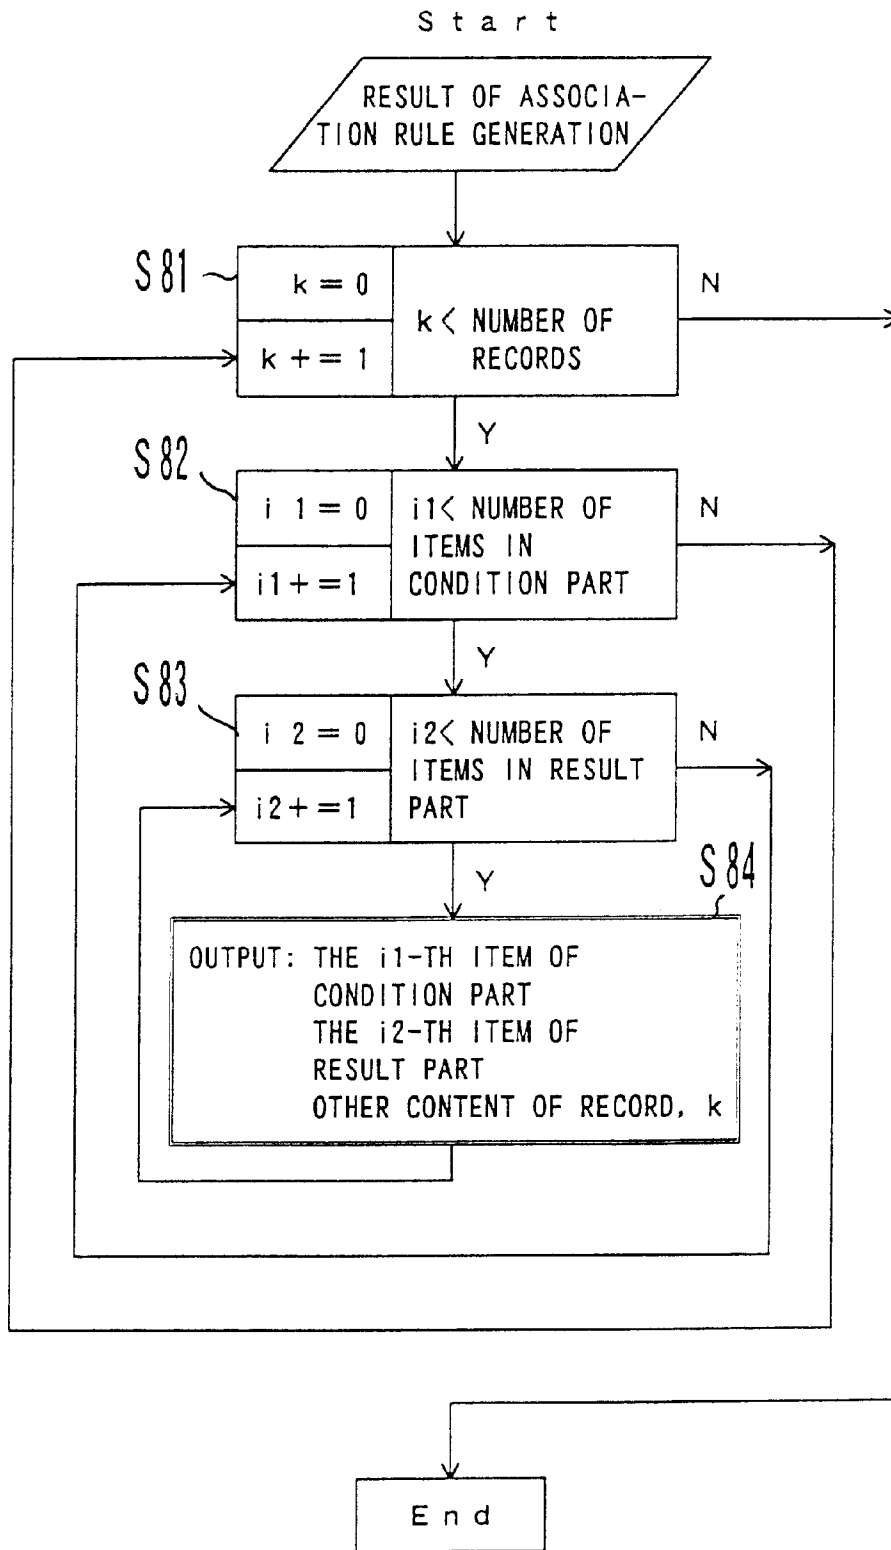 Start
RESULT OF ASSOCIA-
TION RULE GENERATION
S81
k = 0
k += 1
k< NUMBER OF
RECORDS
N
Y
S82
i1=0
i1+=1
i1< NUMBER OF
ITEMS IN
CONDITION PART
N
Y
S83
i2=0
i2+=1
i2< NUMBER OF
ITEMS IN RESULT
PART
N
Y
S84
OUTPUT: THE i1-TH ITEM OF
CONDITION PART
THE i2-TH ITEM OF
RESULT PART
OTHER CONTENT OF RECORD, k
End